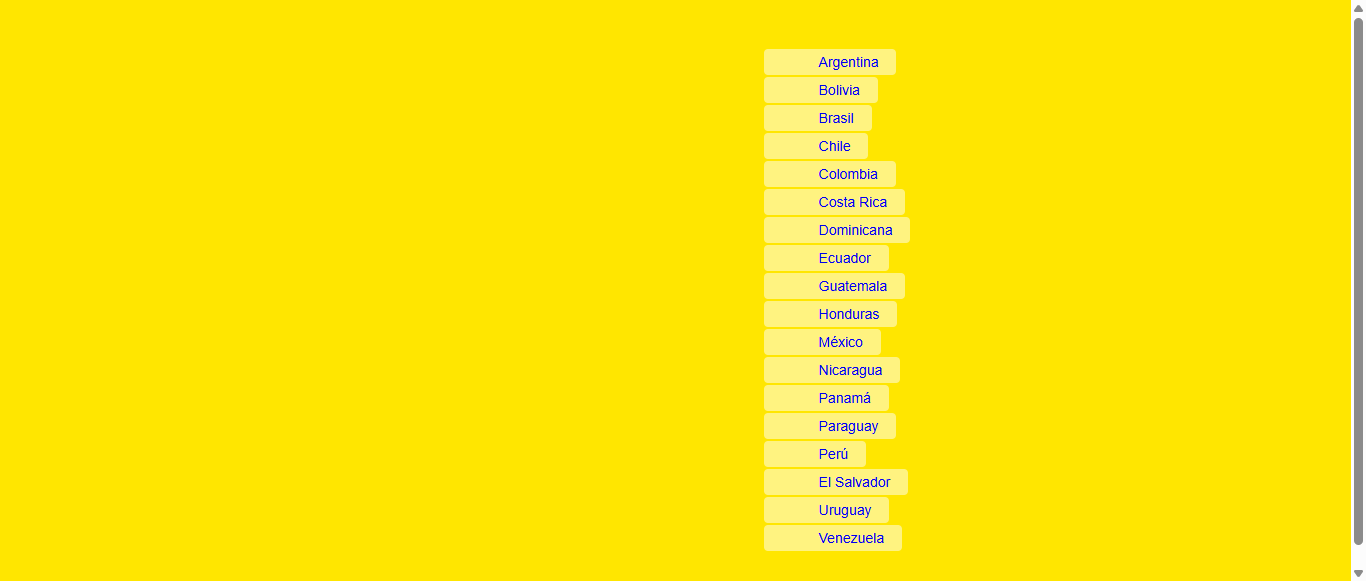 Argentina
Bolivia
Brasil
Chile
Colombia
Costa Rica
Dominicana
Ecuador
Guatemala
Honduras
México
Nicaragua
Panamá
Paraguay
Perú
El Salvador
Uruguay
Venezuela